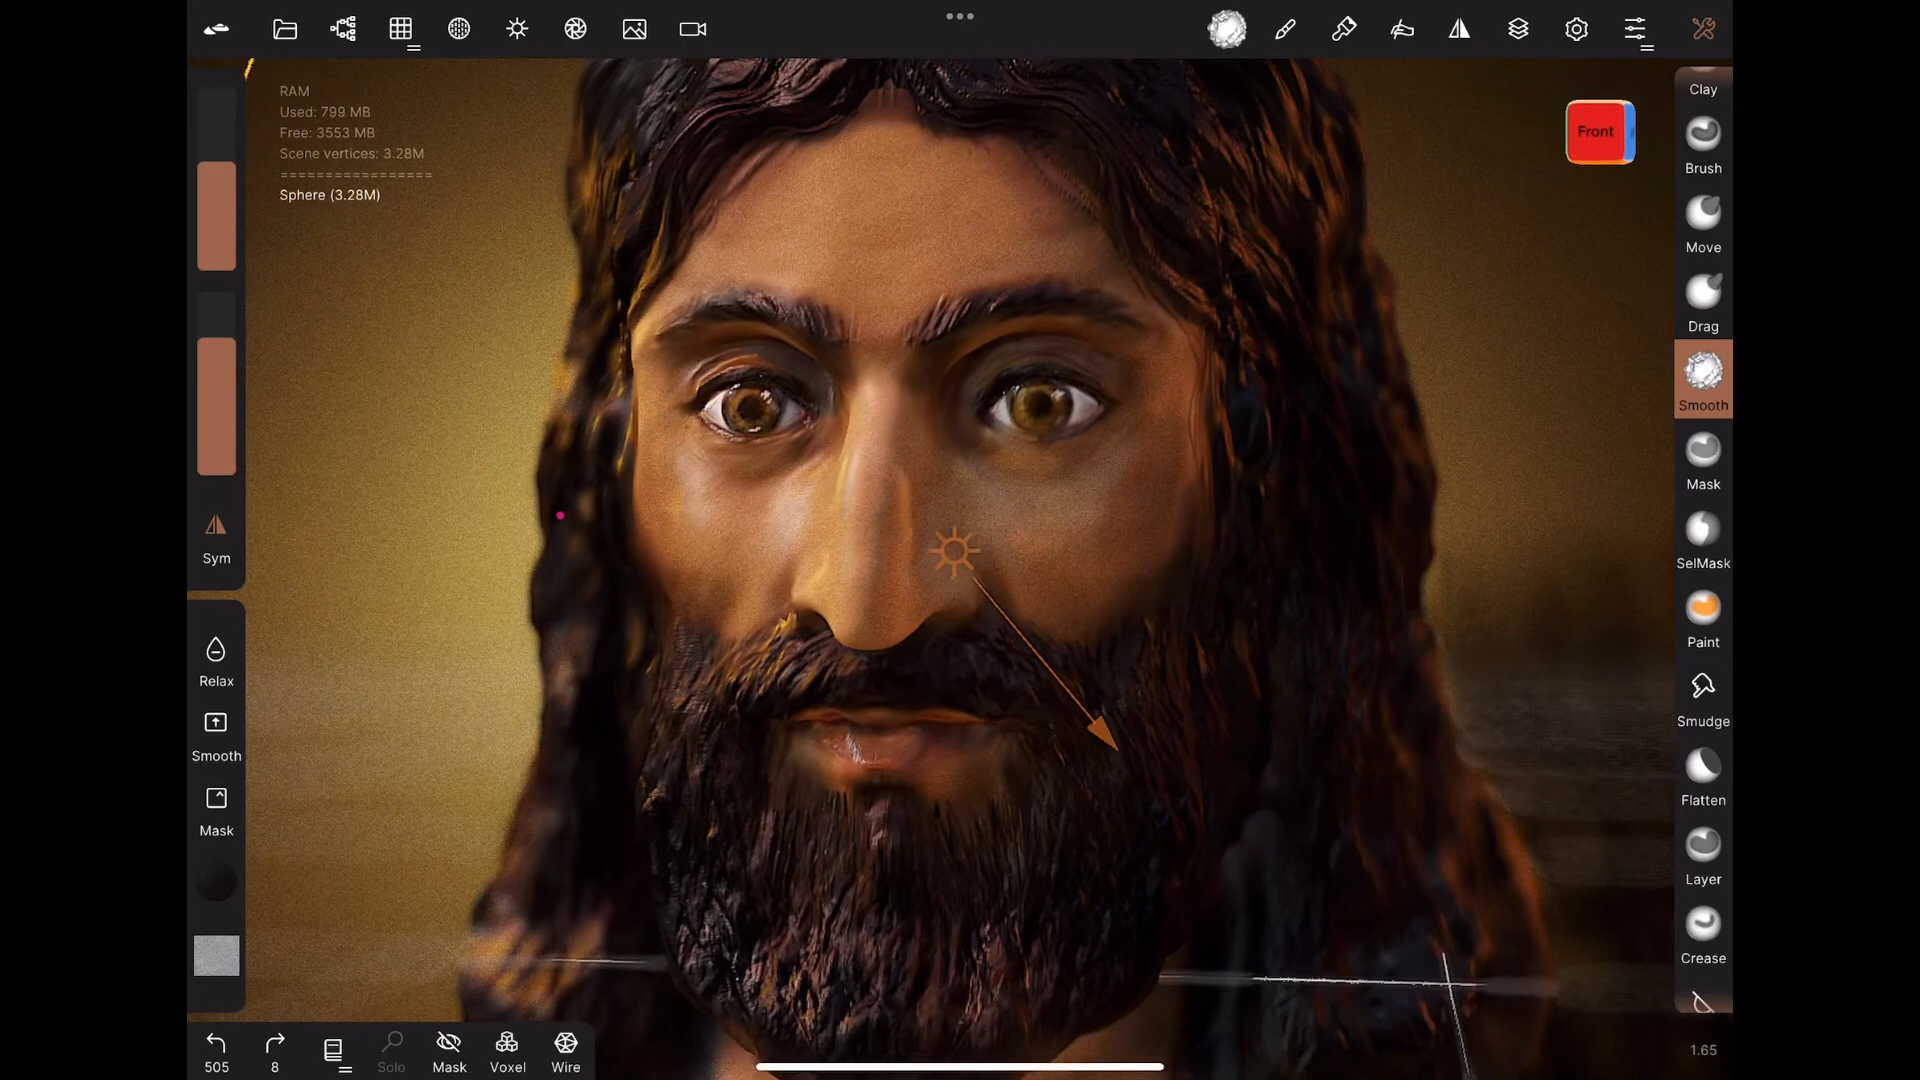 RAM
Used: 799 MB
Free: 3553 MB
Scene vertices: 3.28M
=================
Sphere (3.28M)
Front
Clay
Brush
Move
Drag
Smooth
Mask
SelMask
Paint
Smudge
Flatten
Layer
Crease
Sym
Relax
Smooth
Mask
505
8
Solo
Mask
Voxel
Wire
1.65